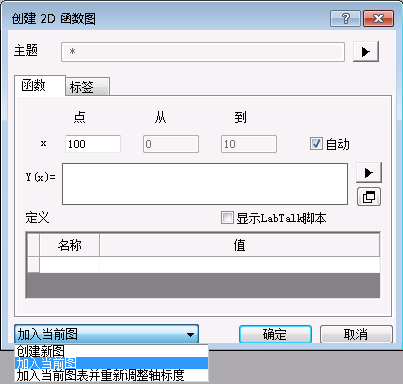 创建 2D 函数图
主题 *
函数 标签
点 从 到
x 100 0 10 自动
Y(x)=
定义 显示LabTalk脚本
名称 值
加入当前图 确定 取消
创建新图
加入当前图
加入当前图表并重新调整轴标度